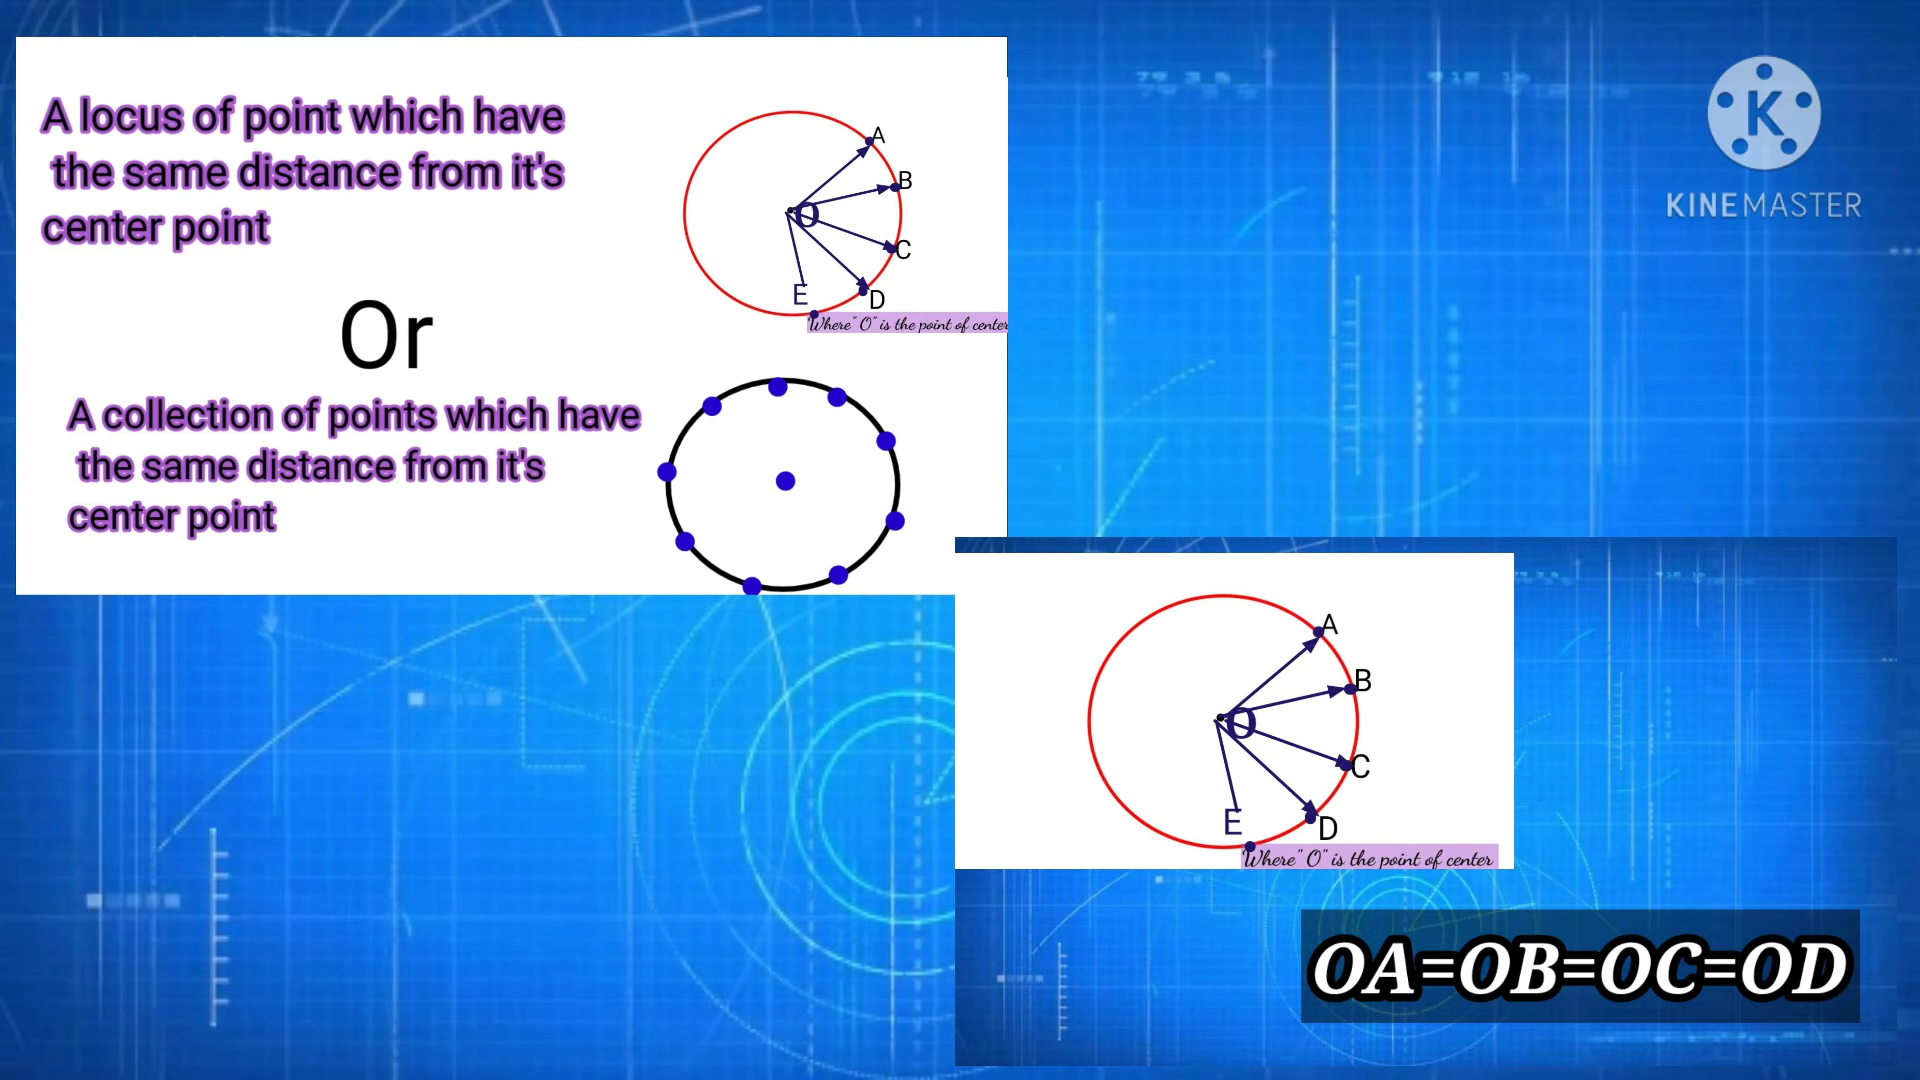 A locus of point which have
the same distance from it's
center point
Or
A collection of points which have
the same distance from it's
center point
A
B
O
C
E
D
Where "O" is the point of center
KINEMASTER
A
B
O
C
E
D
Where "O" is the point of center
OA=OB=OC=OD